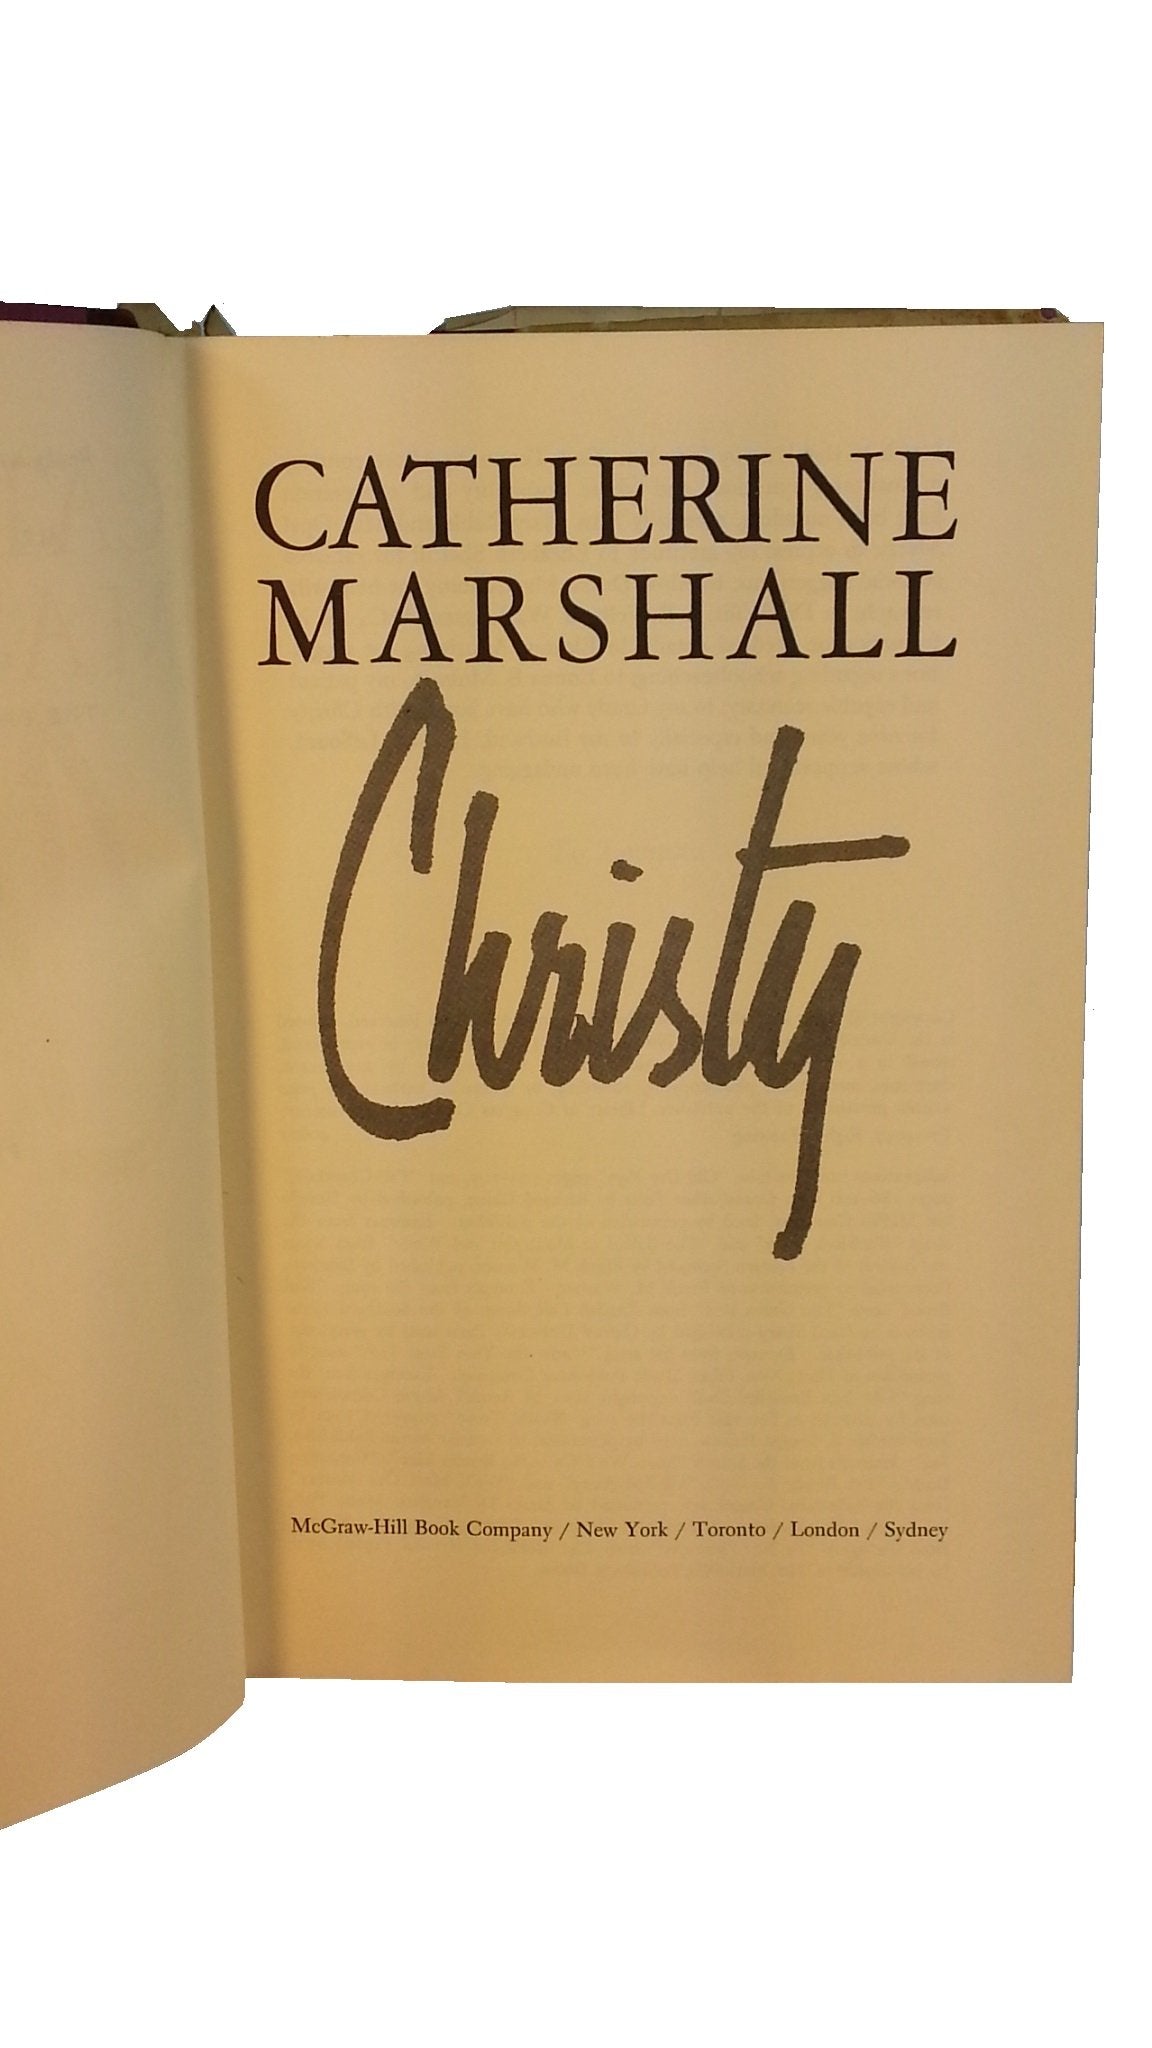 CATHERINE
MARSHALL
Christy
McGraw-Hill Book Company / New York / Toronto / London / Sydney